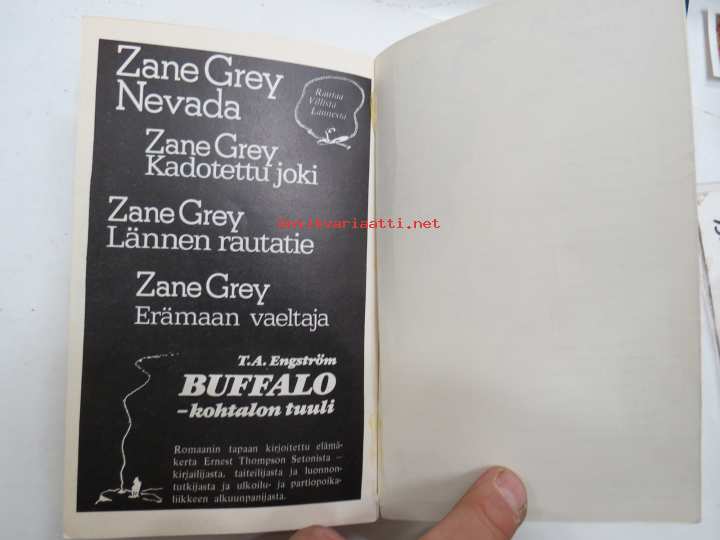 Zane Grey
Nevada
Rautaa
Villistä
Lännestä
Zane Grey
Kadotettu joki
Zane Grey
Lännen rautatie
Zane Grey
Erämaan vaeltaja
T.A. Engström
BUFFALO
–kohtalon tuuli
Romaanin tapaan kirjoitettu elämä-
kerta Ernest Thompson Setonista –
kirjailijasta, taiteilijasta ja luonnon-
tutkijasta ja ulkoilu- ja partiopoika-
liikkeen alkuunpanijasta.
antikvariaatti.net